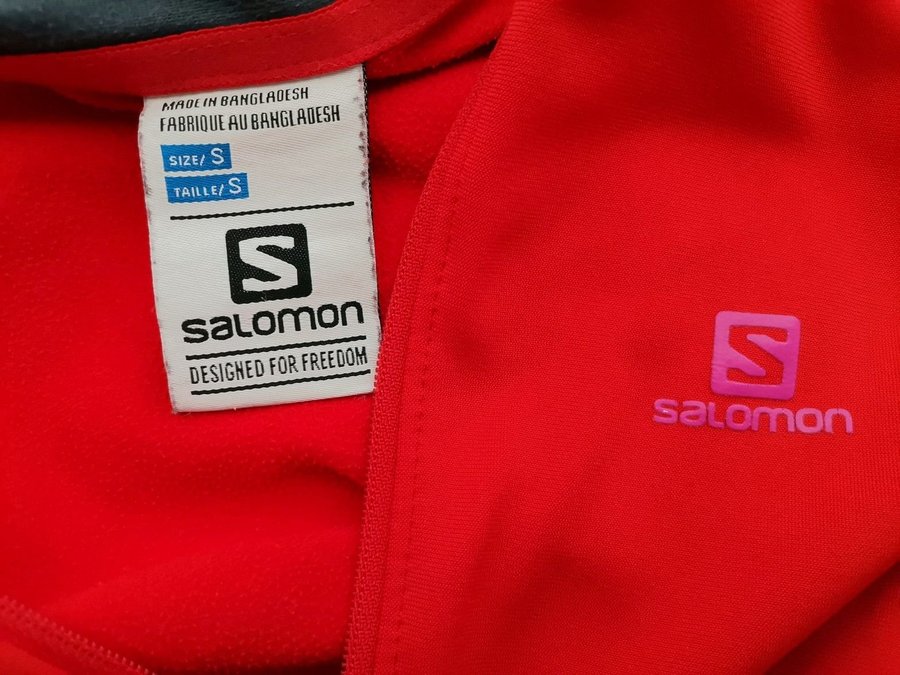 MADE IN BANGLADESH
FABRIQUE AU BANGLADESH
SIZE/ S
TAILLE/ S
S
SALOMON
DESIGNED FOR FREEDOM
S
SALOMON